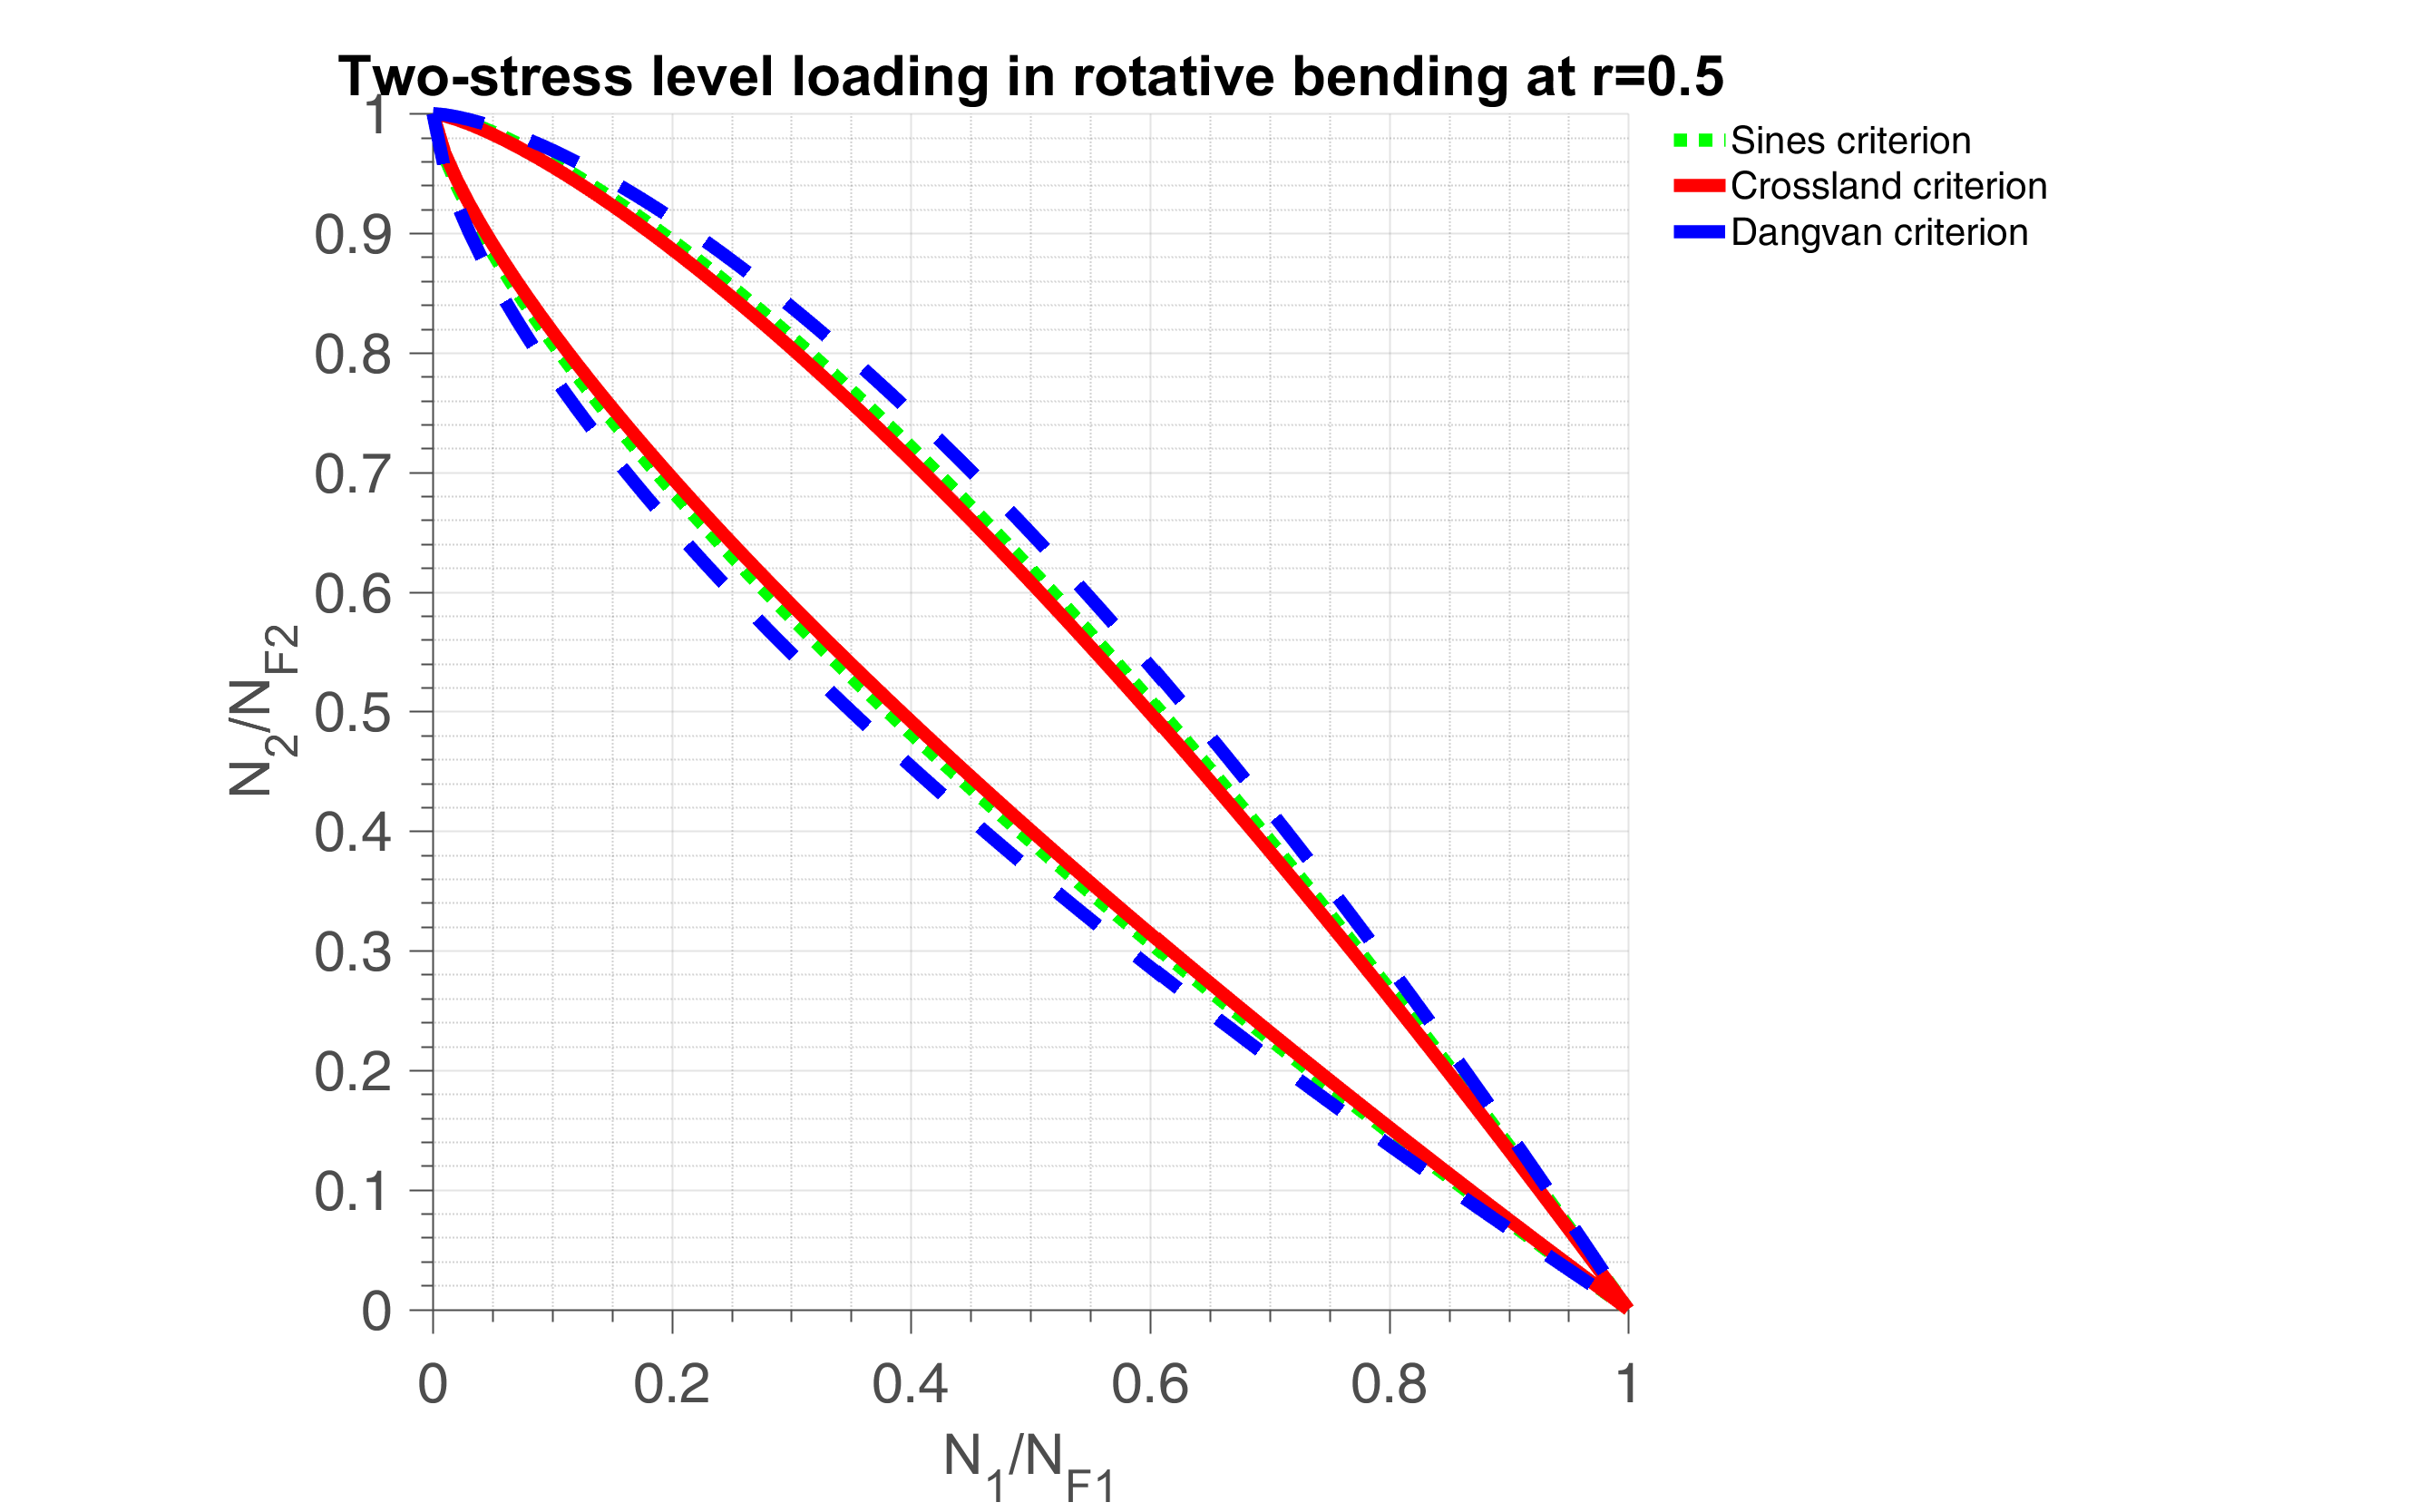 Two-stress level loading in rotative bending at r=0.5
Sines criterion
Crossland criterion
Dangvan criterion
1
0.9
0.8
0.7
0.6
0.5
0.4
0.3
0.2
0.1
0
N2/NF2
0 0.2 0.4 0.6 0.8 1
N1/NF1